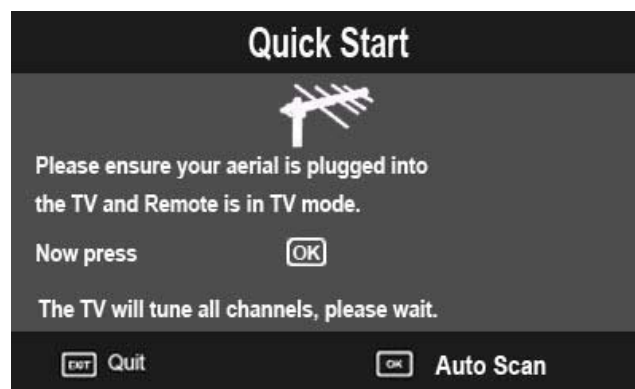 Quick Start
Please ensure your aerial is plugged into
the TV and Remote is in TV mode.
Now press OK
The TV will tune all channels, please wait.
EXIT Quit OK Auto Scan